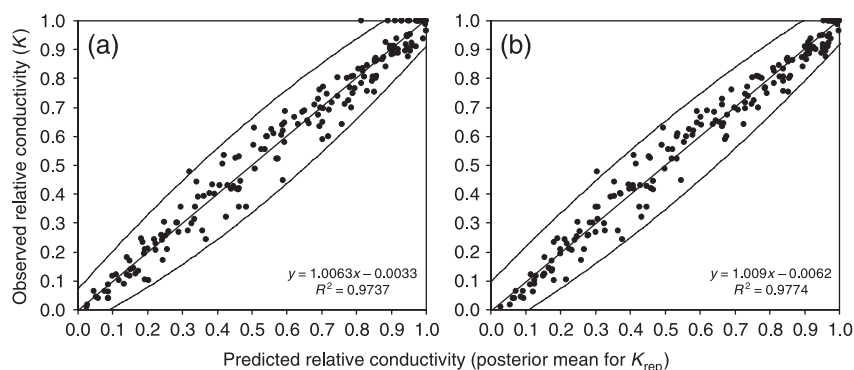 (a)
(b)
Observed relative conductivity (K)
1.0
0.9
0.8
0.7
0.6
0.5
0.4
0.3
0.2
0.1
0.0
y = 1.0063x – 0.0033
R² = 0.9737
0.0 0.1 0.2 0.3 0.4 0.5 0.6 0.7 0.8 0.9 1.0
1.0
0.9
0.8
0.7
0.6
0.5
0.4
0.3
0.2
0.1
0.0
y = 1.009x – 0.0062
R² = 0.9774
0.0 0.1 0.2 0.3 0.4 0.5 0.6 0.7 0.8 0.9 1.0
Predicted relative conductivity (posterior mean for K_rep)